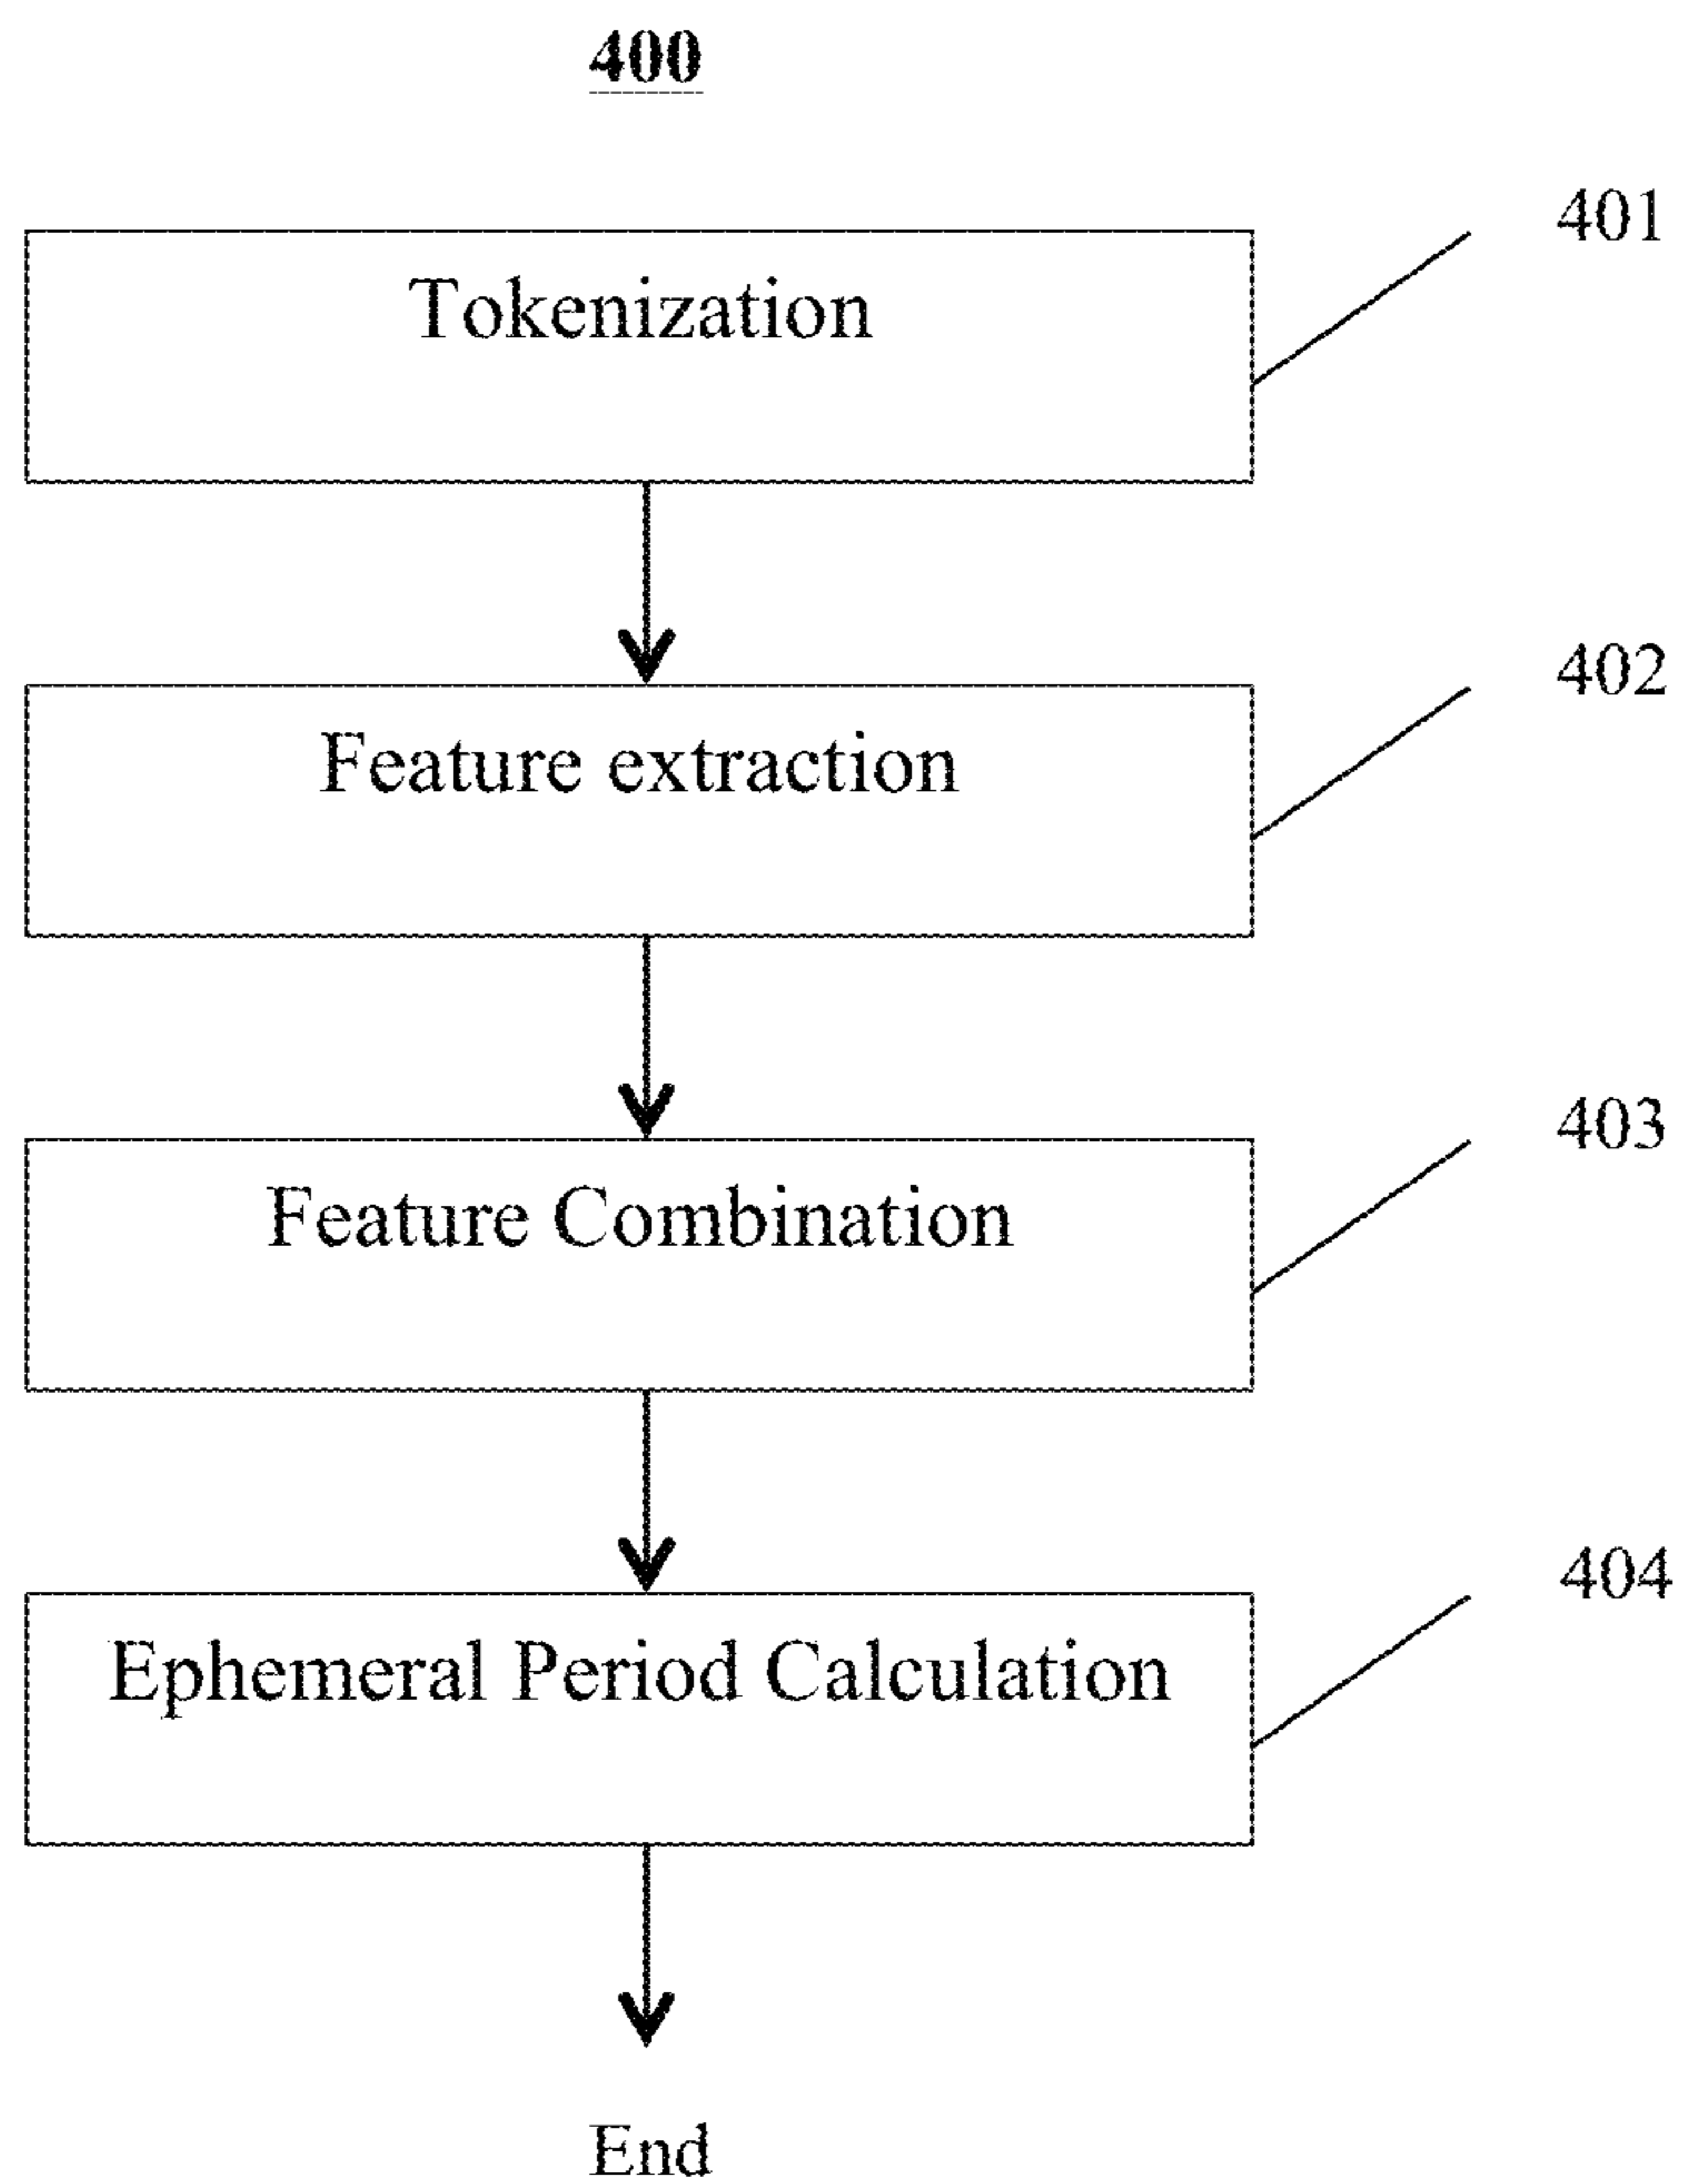 400
401
Tokenization
402
Feature extraction
403
Feature Combination
404
Ephemeral Period Calculation
End